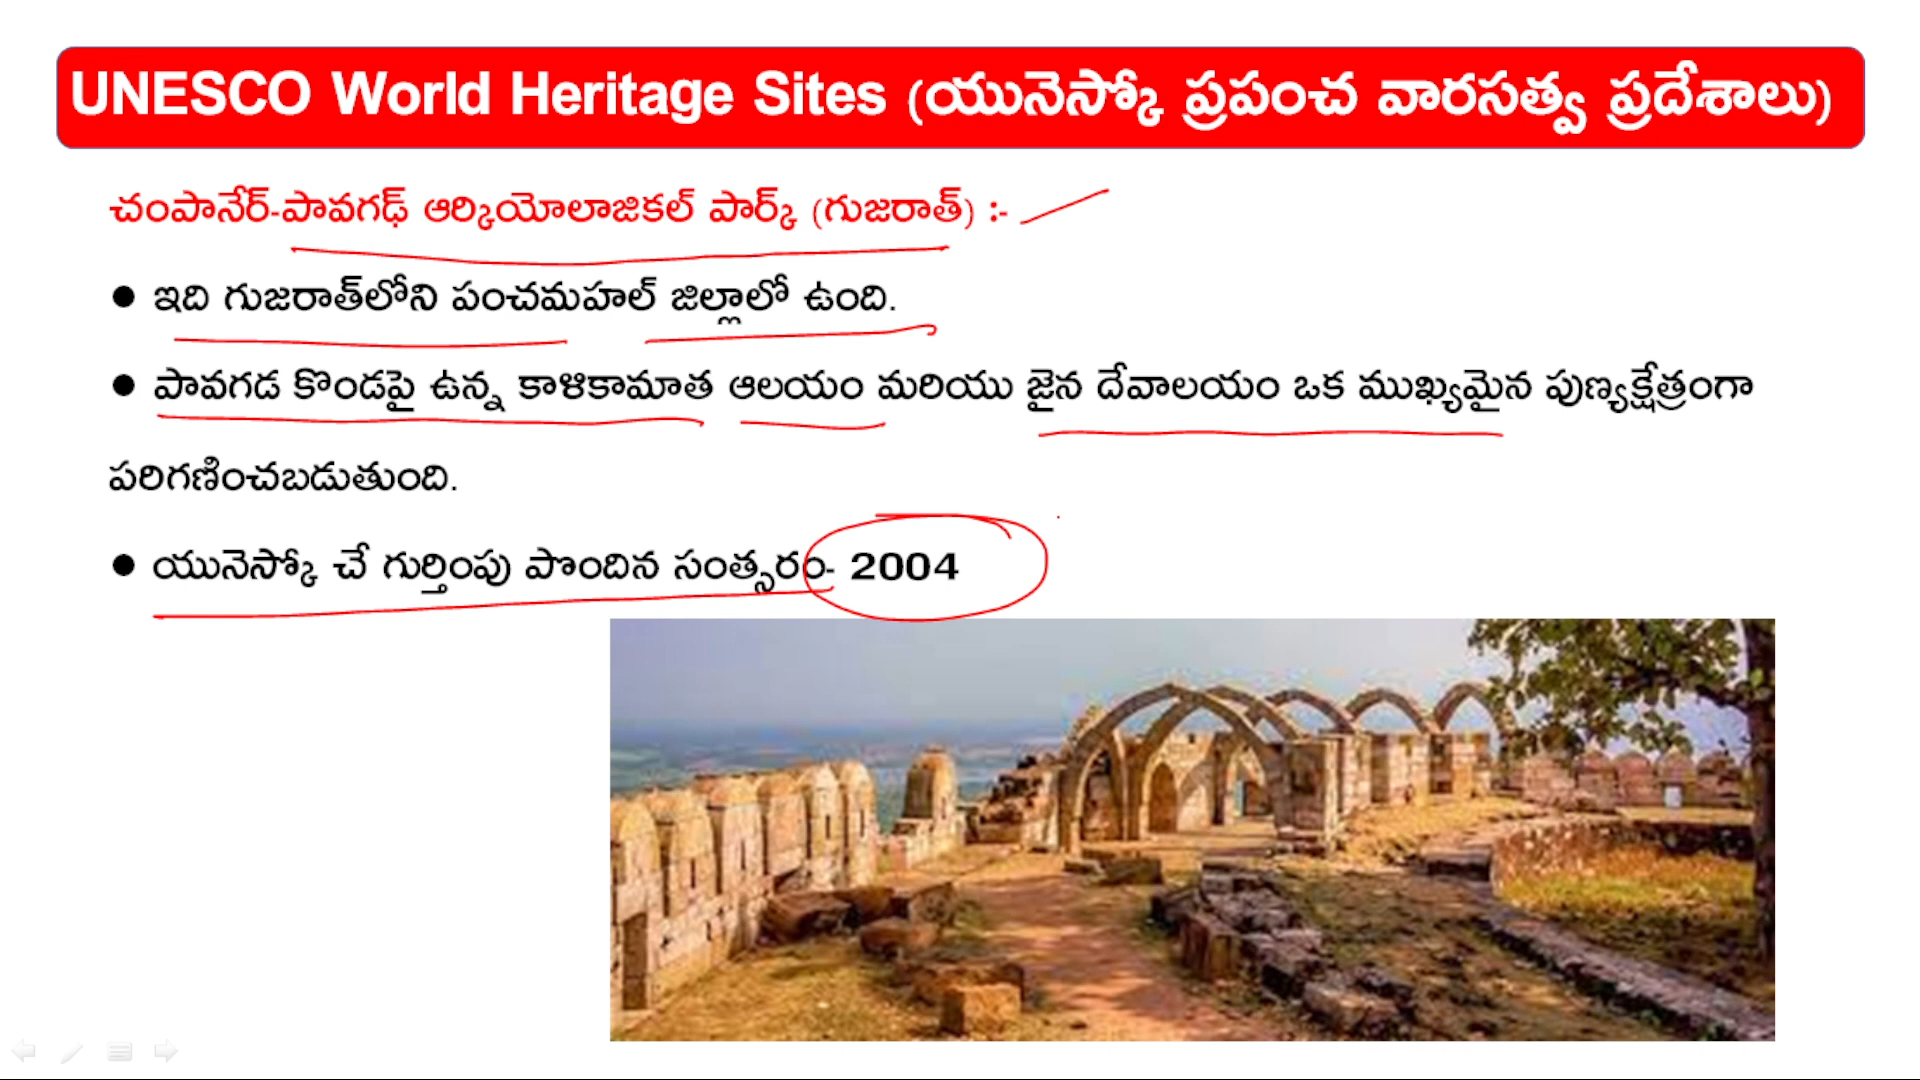 UNESCO World Heritage Sites (యునెస్కో ప్రపంచ వారసత్వ ప్రదేశాలు)
చంపానేర్-పావగఢ్ ఆర్కియోలాజికల్ పార్క్ (గుజరాత్) :-
● ఇది గుజరాత్‌లోని పంచమహల్ జిల్లాలో ఉంది.
● పావగడ కొండపై ఉన్న కాళికామాత ఆలయం మరియు జైన దేవాలయం ఒక ముఖ్యమైన పుణ్యక్షేత్రంగా
పరిగణించబడుతుంది.
● యునెస్కో చే గుర్తింపు పొందిన సంత్సరం- 2004